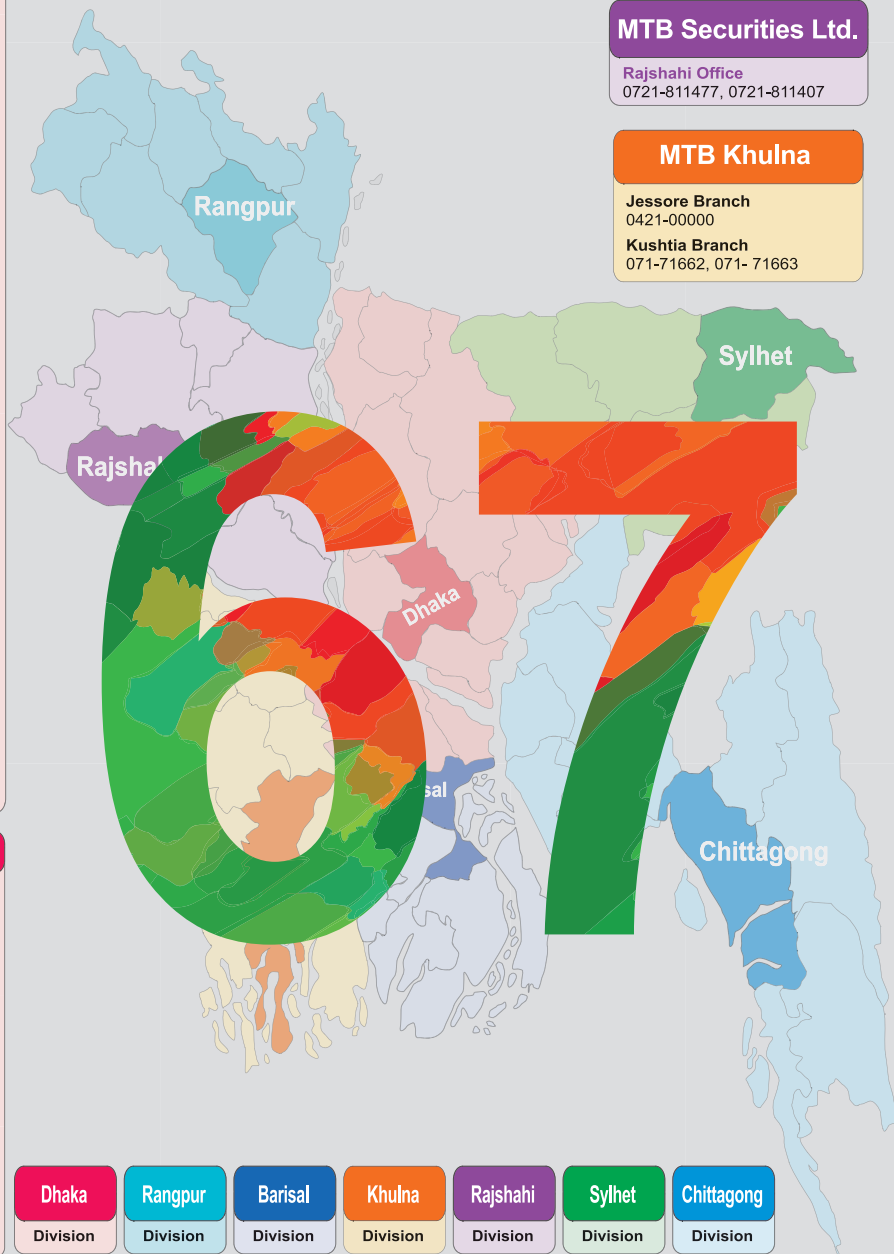 MTB Securities Ltd.
Rajshahi Office
0721-811477, 0721-811407
MTB Khulna
Jessore Branch
0421-00000
Kushtia Branch
071-71662, 071- 71663
Rangpur
Sylhet
Rajsha
67
Dhaka
sal
Chittagong
Dhaka
Division
Rangpur
Division
Barisal
Division
Khulna
Division
Rajshahi
Division
Sylhet
Division
Chittagong
Division